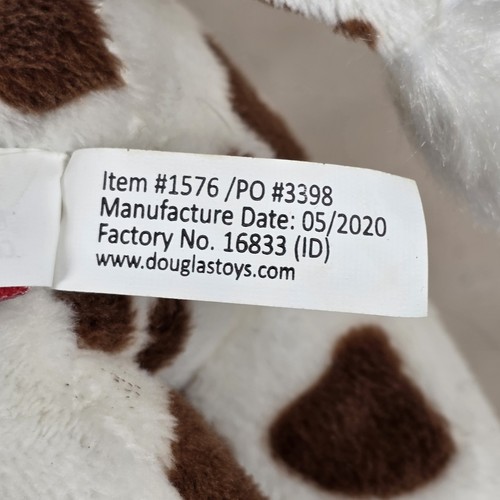 Item #1576 /PO #3398
Manufacture Date: 05/2020
Factory No. 16833 (ID)
www.douglastoys.com